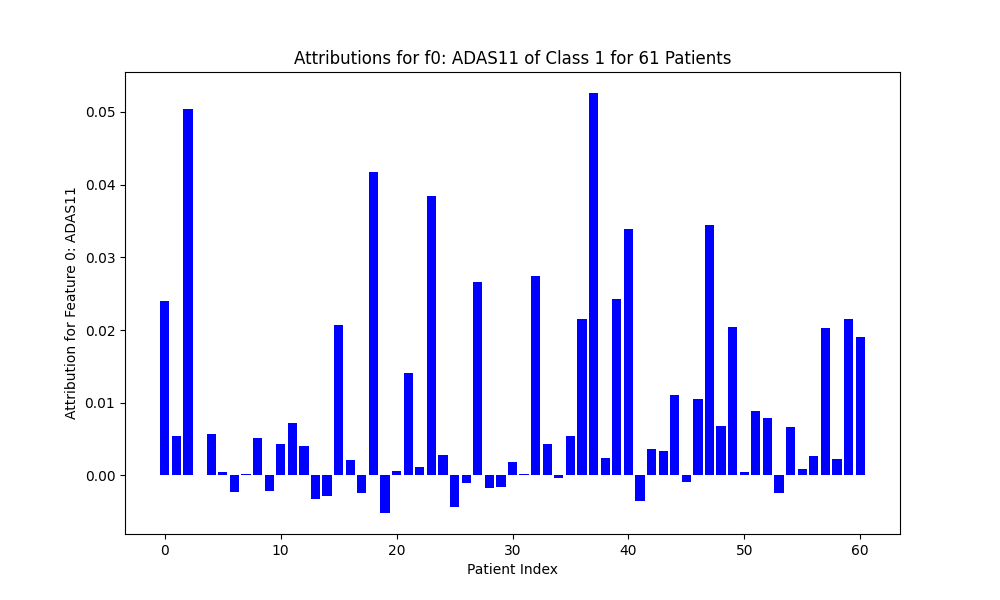 Attributions for f0: ADAS11 of Class 1 for 61 Patients
Attribution for Feature 0: ADAS11
0.05
0.04
0.03
0.02
0.01
0.00
0 10 20 30 40 50 60
Patient Index